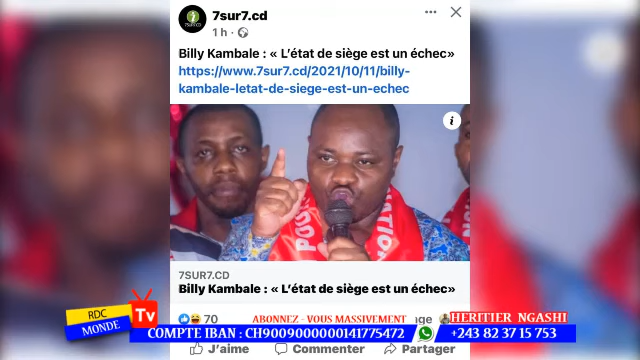 7sur7.cd
1 h
Billy Kambale : « L'état de siège est un échec»
https://www.7sur7.cd/2021/10/11/billy-
kambale-letat-de-siege-est-un-echec
7SUR7.CD
Billy Kambale : « L'état de siège est un échec»
70
ABONNEZ - VOUS MASSIVEMENT
HERITIER NGASHI
RDC
MONDE
Tv
COMPTE IBAN : CH9009000000141775472
+243 82 37 15 753
J'aime
Commenter
Partager